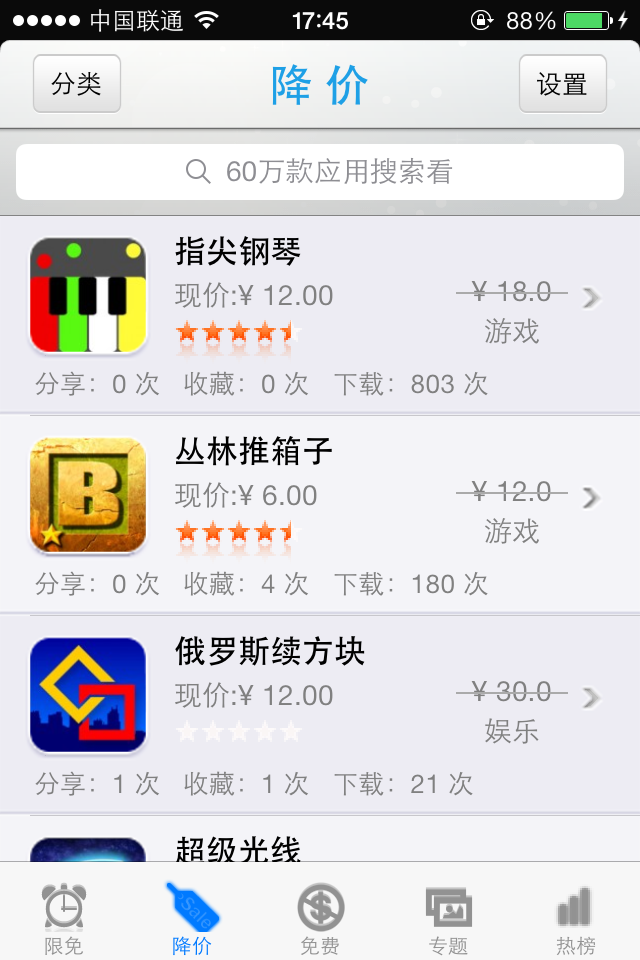 中国联通 17:45 88%
分类 降 价 设置
60万款应用搜索看
指尖钢琴
现价:¥ 12.00 ¥ 18.0
游戏
分享：0 次 收藏：0 次 下载：803 次
B
丛林推箱子
现价:¥ 6.00 ¥ 12.0
游戏
分享：0 次 收藏：4 次 下载：180 次
俄罗斯续方块
现价:¥ 12.00 ¥ 30.0
娱乐
分享：1 次 收藏：1 次 下载：21 次
超级光线
Sale
限免 降价 免费 专题 热榜